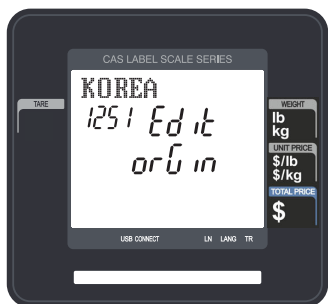 CAS LABEL SCALE SERIES
KOREA
1251 Edit
orGin
TARE
WEIGHT
lb
kg
UNIT PRICE
$/lb
$/kg
TOTAL PRICE
$
USB CONNECT LN LANG TR